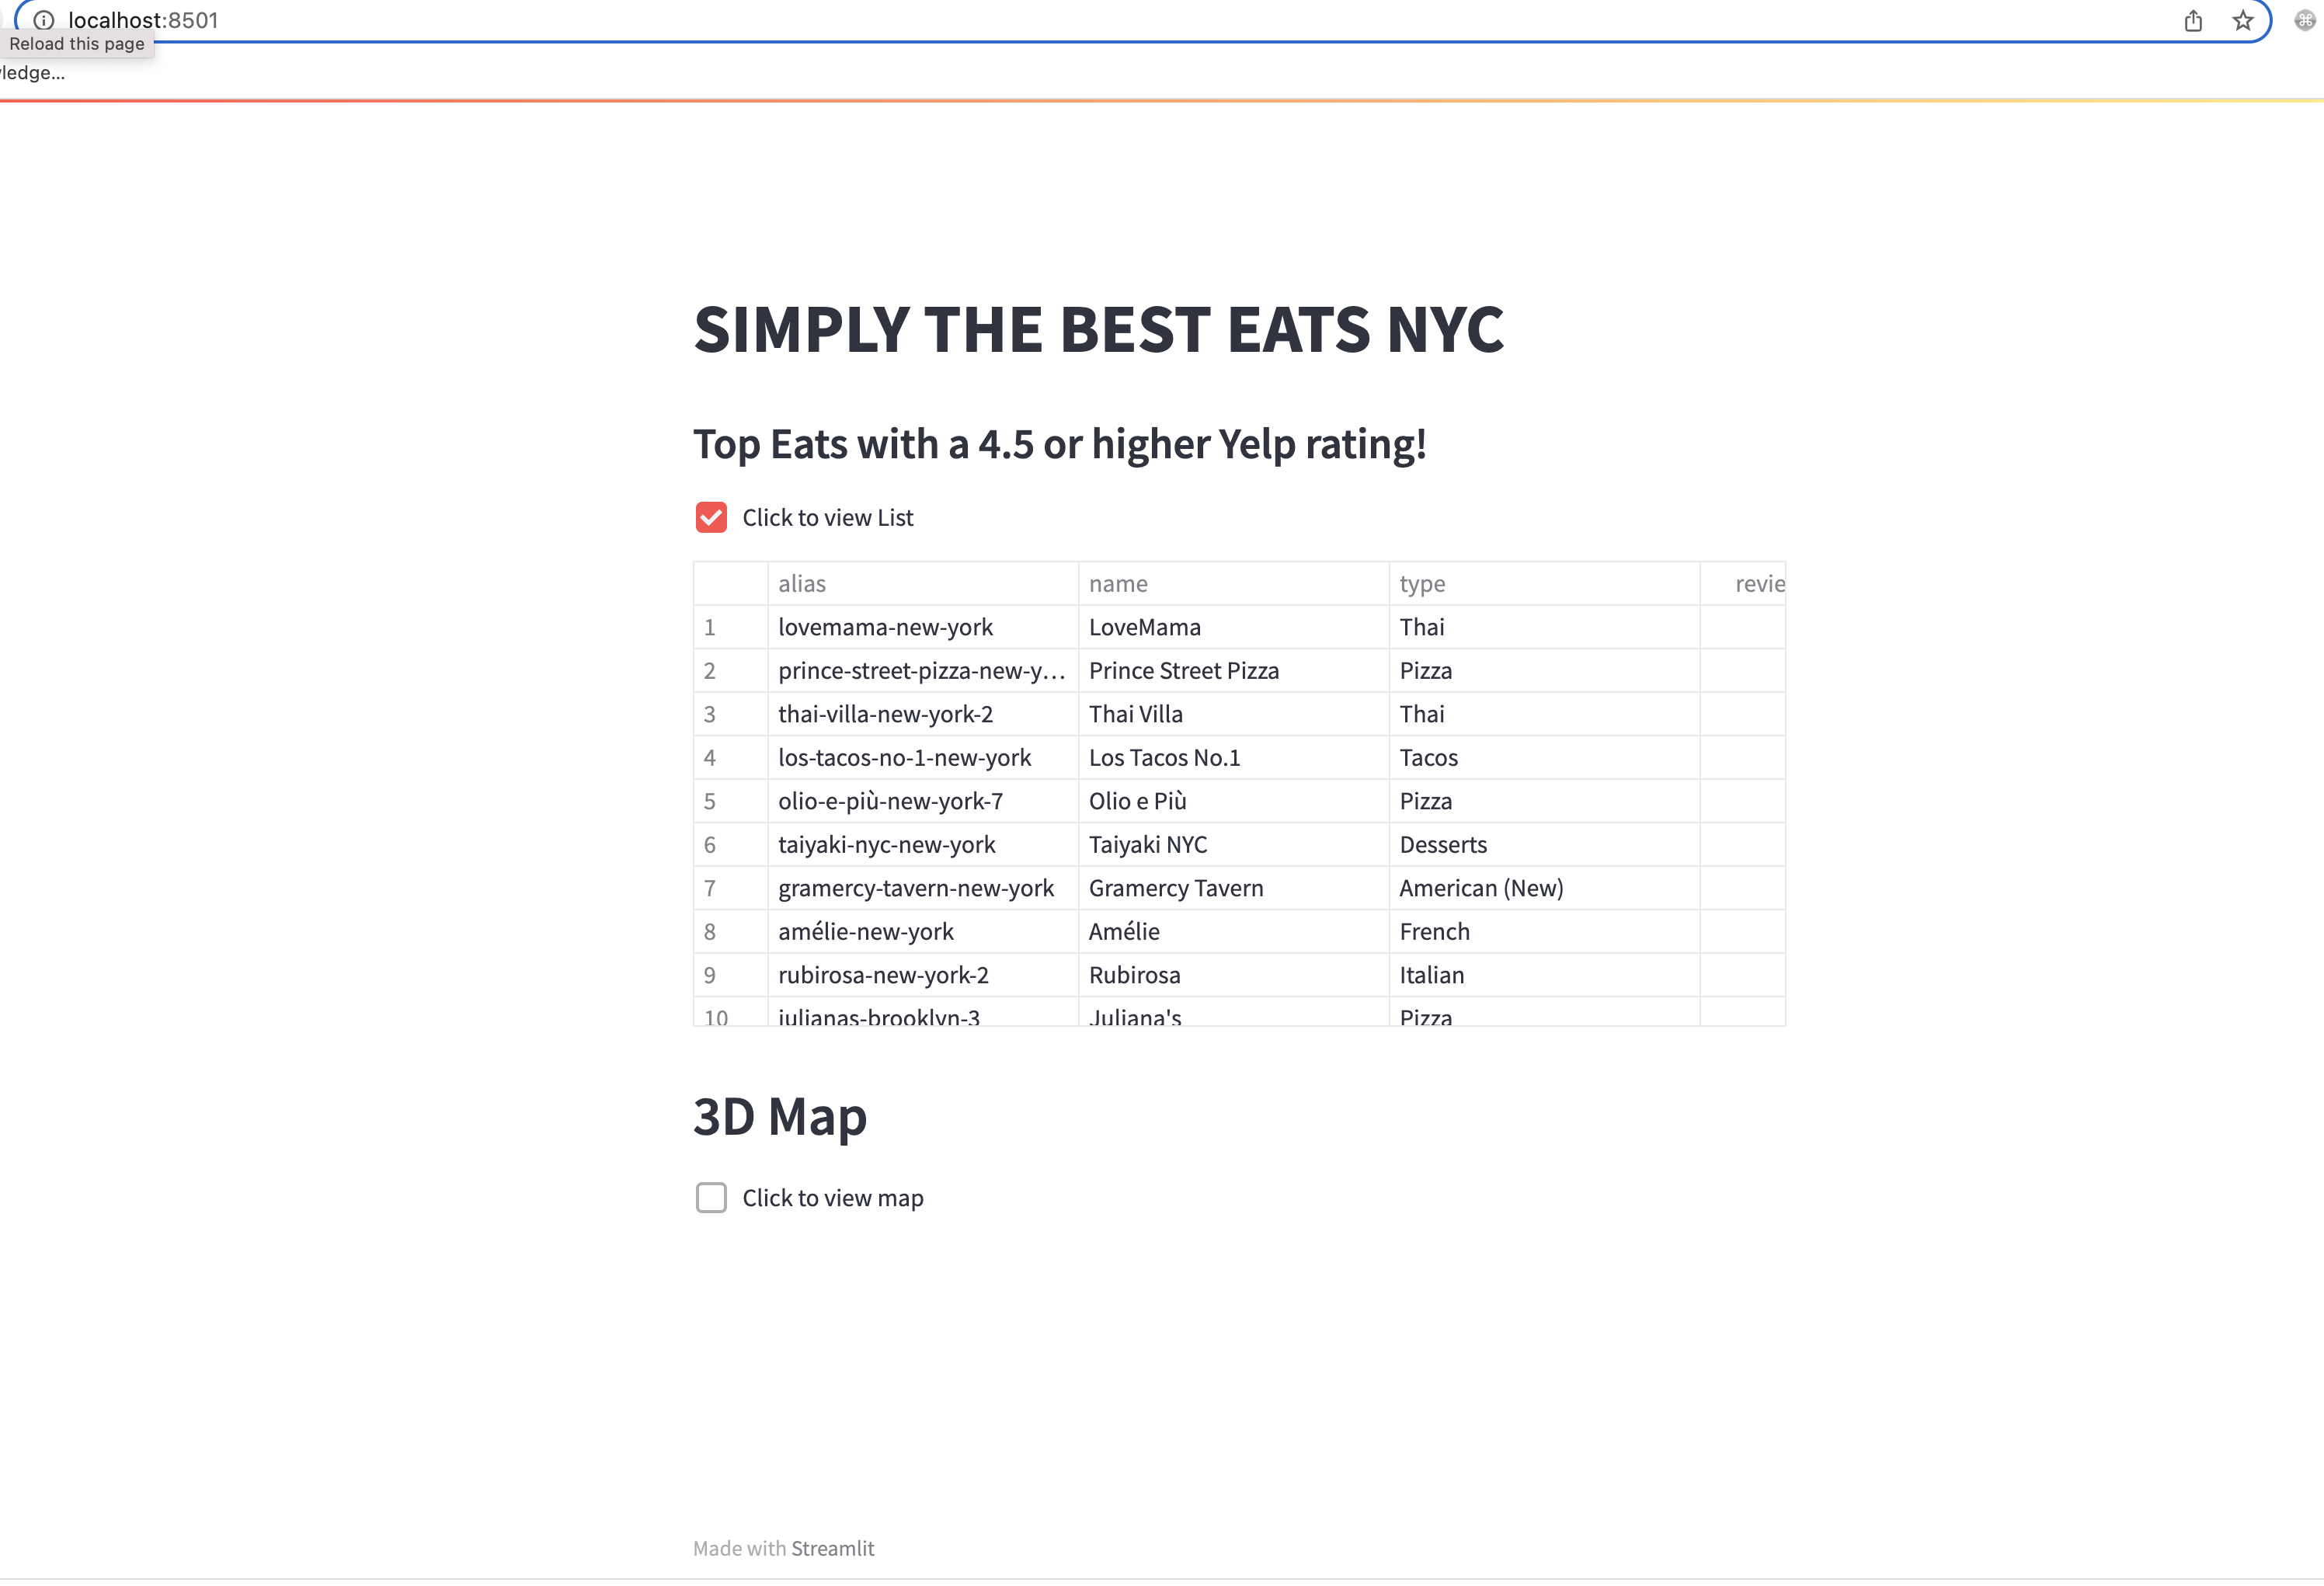 localhost:8501
Reload this page
ledge...
SIMPLY THE BEST EATS NYC
Top Eats with a 4.5 or higher Yelp rating!
Click to view List
alias name type revie
1 lovemama-new-york LoveMama Thai
2 prince-street-pizza-new-y... Prince Street Pizza Pizza
3 thai-villa-new-york-2 Thai Villa Thai
4 los-tacos-no-1-new-york Los Tacos No.1 Tacos
5 olio-e-più-new-york-7 Olio e Più Pizza
6 taiyaki-nyc-new-york Taiyaki NYC Desserts
7 gramercy-tavern-new-york Gramercy Tavern American (New)
8 amélie-new-york Amélie French
9 rubirosa-new-york-2 Rubirosa Italian
10 julianas-brooklyn-3 Juliana's Pizza
3D Map
Click to view map
Made with Streamlit